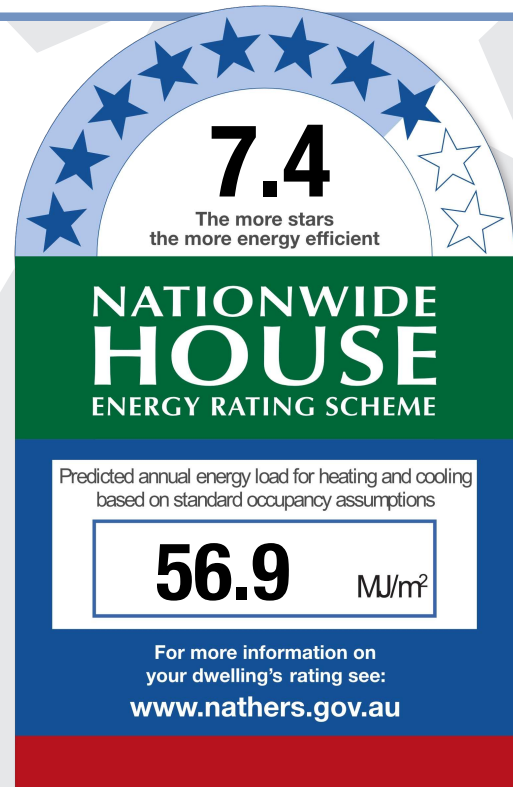 7.4
The more stars
the more energy efficient
NATIONWIDE
HOUSE
ENERGY RATING SCHEME
Predicted annual energy load for heating and cooling
based on standard occupancy assumptions
56.9 MJ/m²
For more information on
your dwelling's rating see:
www.nathers.gov.au